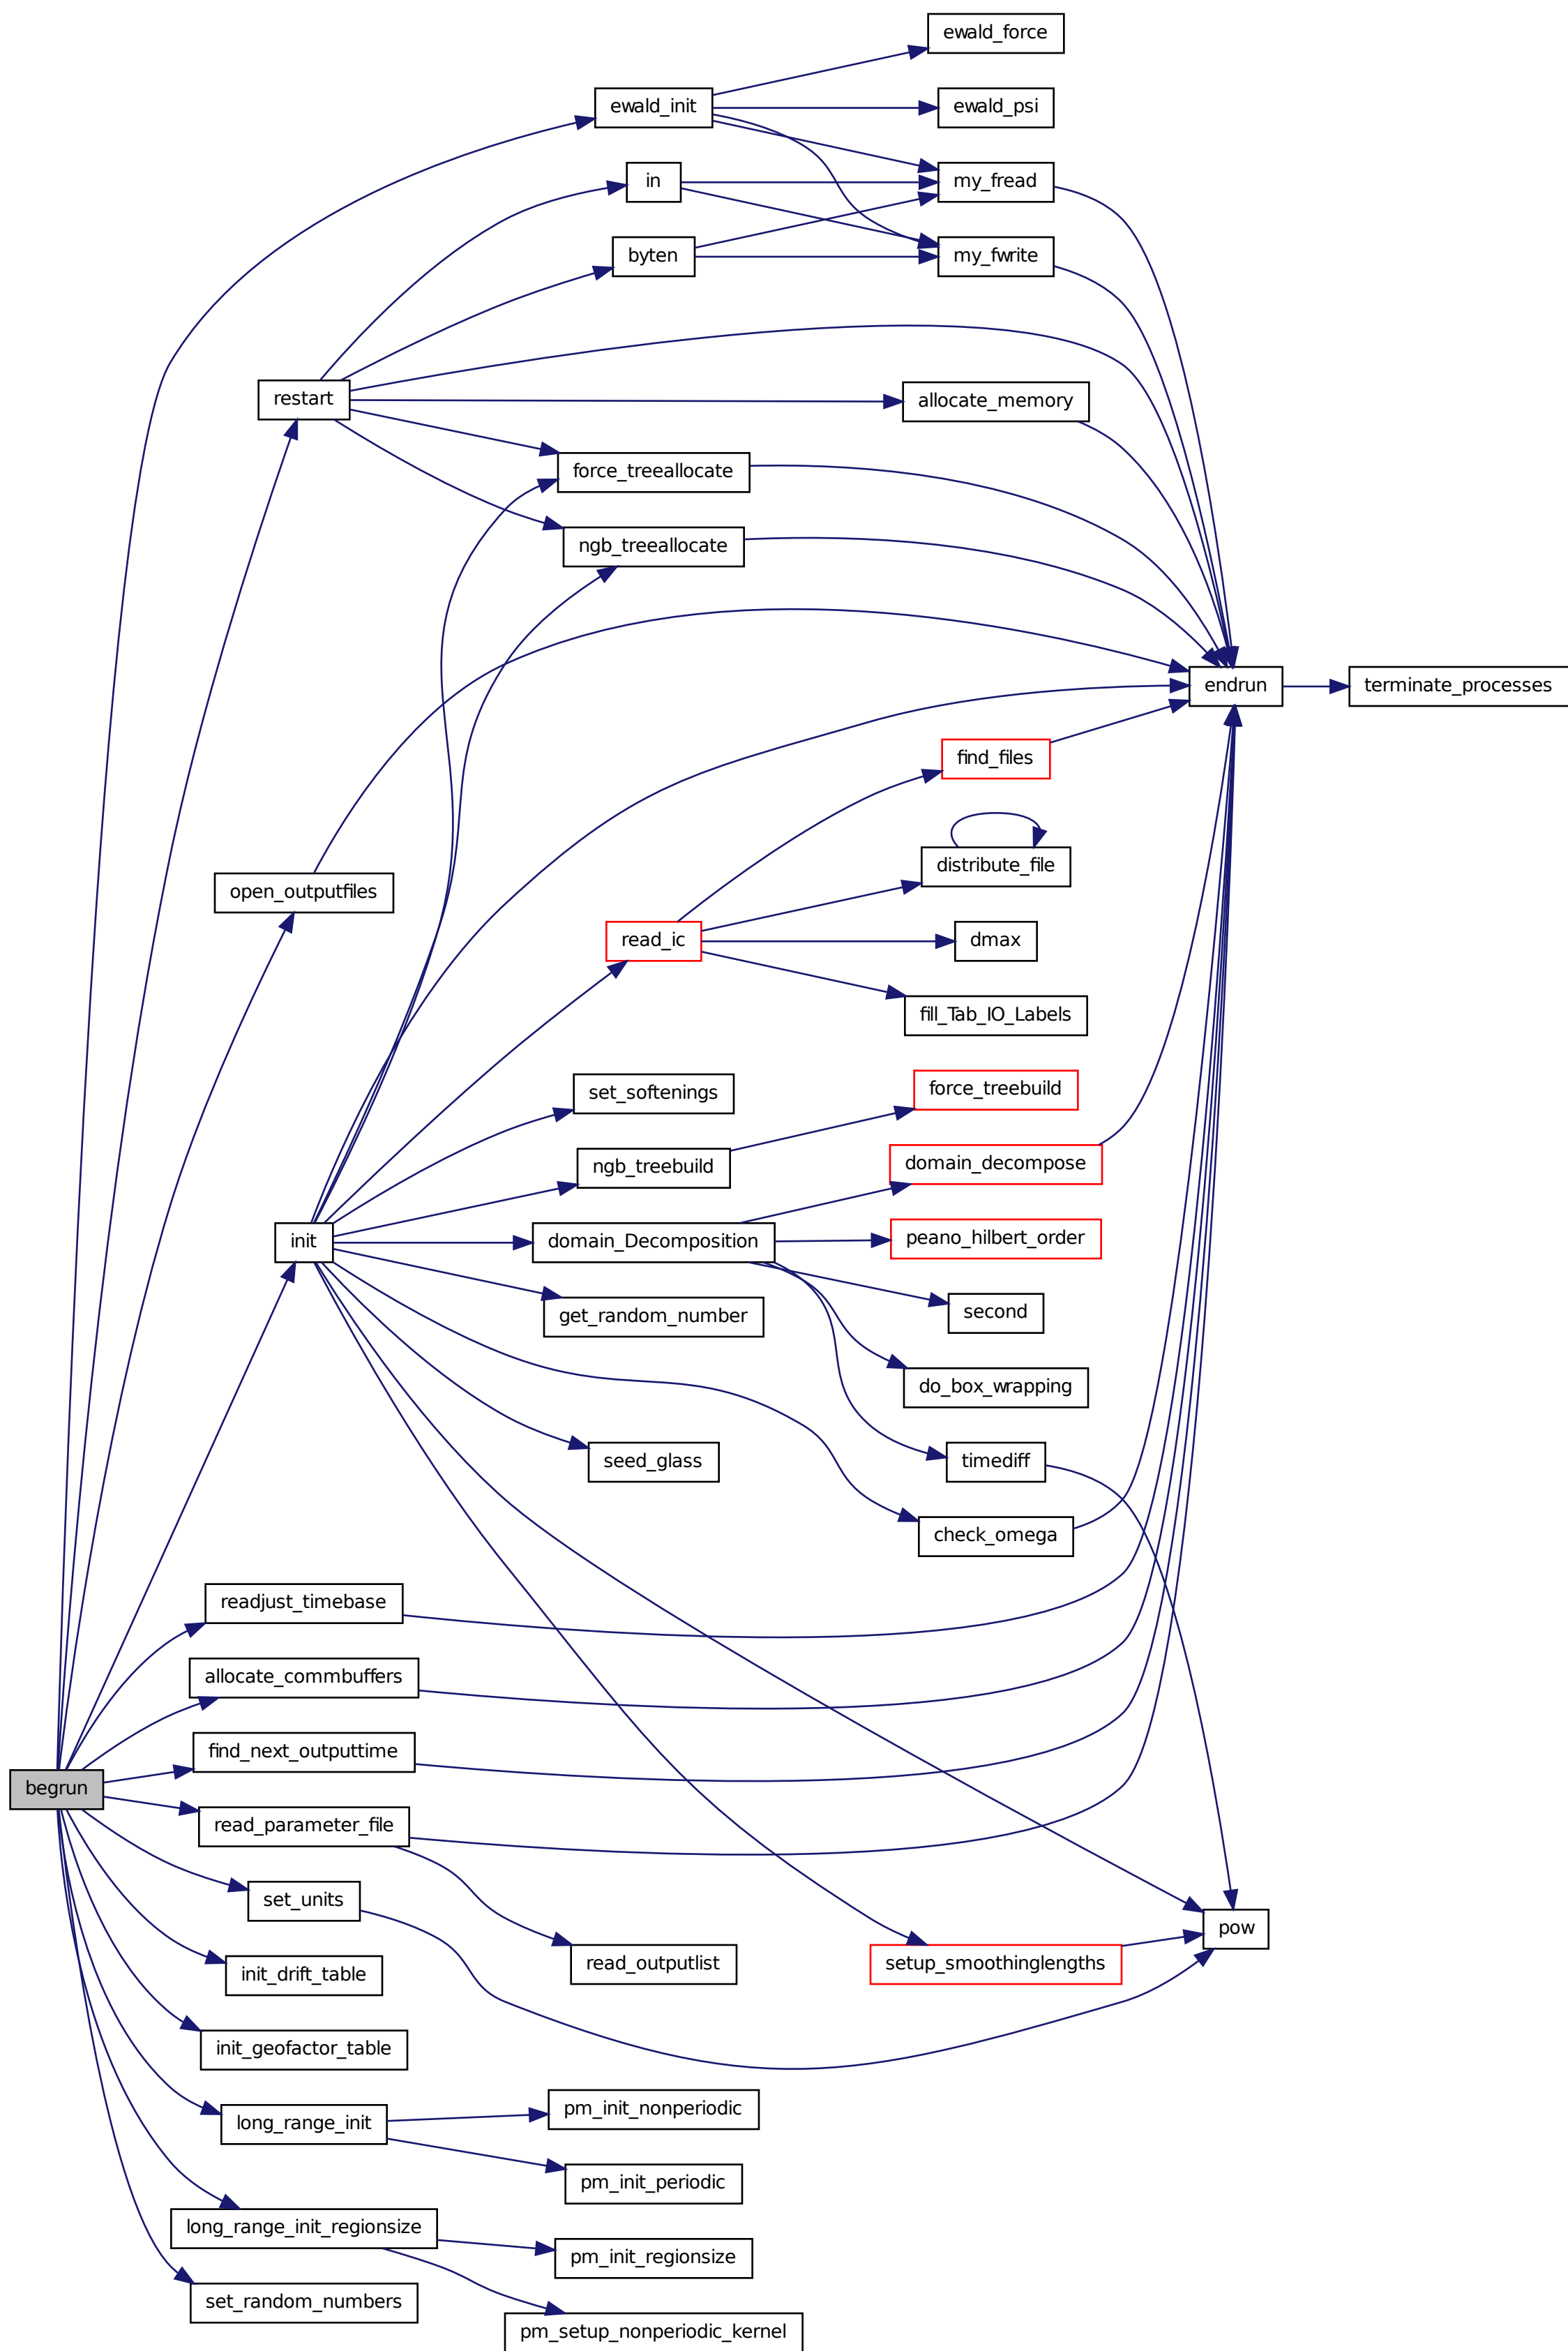 ewald_force
ewald_init
ewald_psi
in
my_fread
byten
my_fwrite
restart
allocate_memory
force_treeallocate
ngb_treeallocate
endrun
terminate_processes
find_files
distribute_file
open_outputfiles
read_ic
dmax
fill_Tab_IO_Labels
set_softenings
force_treebuild
ngb_treebuild
domain_decompose
init
domain_Decomposition
peano_hilbert_order
get_random_number
second
do_box_wrapping
seed_glass
timediff
check_omega
readjust_timebase
allocate_commbuffers
find_next_outputtime
begrun
read_parameter_file
set_units
pow
read_outputlist
setup_smoothinglengths
init_drift_table
init_geofactor_table
long_range_init
pm_init_nonperiodic
pm_init_periodic
long_range_init_regionsize
pm_init_regionsize
set_random_numbers
pm_setup_nonperiodic_kernel